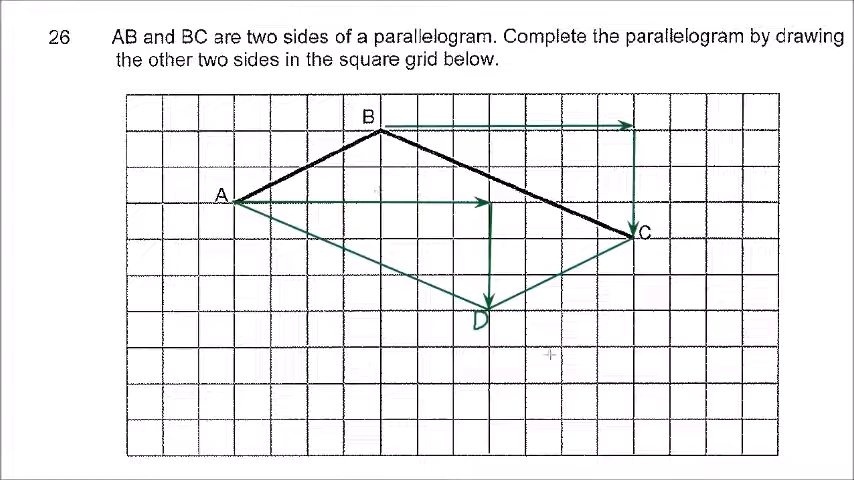 26 AB and BC are two sides of a parallelogram. Complete the parallelogram by drawing
the other two sides in the square grid below.
B
A
C
D